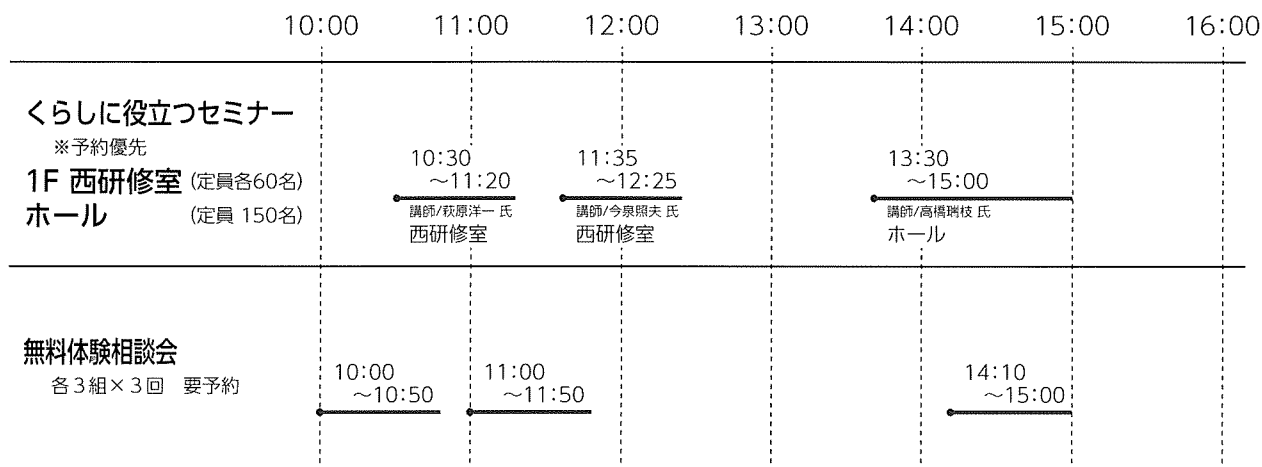 10:00 11:00 12:00 13:00 14:00 15:00 16:00
くらしに役立つセミナー
※予約優先
1F 西研修室 (定員各60名)
ホール (定員 150名)
10:30
～11:20
講師/萩原洋一 氏
西研修室
11:35
～12:25
講師/今泉照夫 氏
西研修室
13:30
～15:00
講師/高橋瑞枝 氏
ホール
無料体験相談会
各3組×3回 要予約
10:00
～10:50
11:00
～11:50
14:10
～15:00